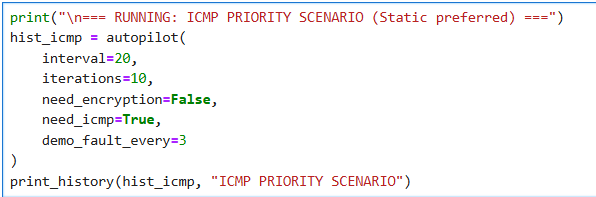 print("\n=== RUNNING: ICMP PRIORITY SCENARIO (Static preferred) ===")
hist_icmp = autopilot(
    interval=20,
    iterations=10,
    need_encryption=False,
    need_icmp=True,
    demo_fault_every=3
)
print_history(hist_icmp, "ICMP PRIORITY SCENARIO")